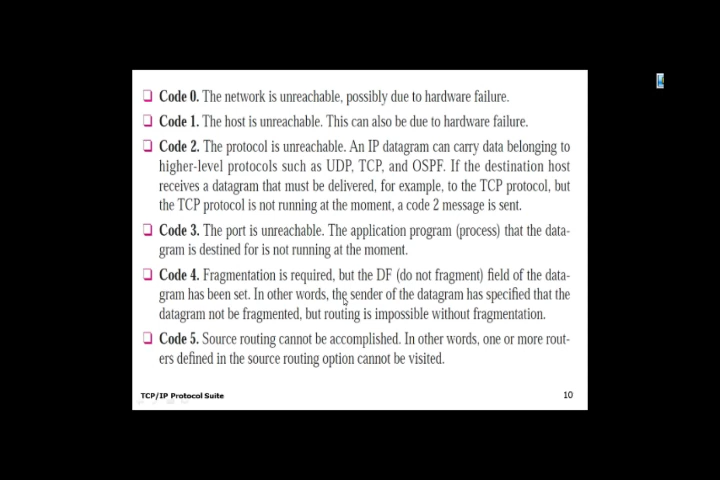 ❑ Code 0. The network is unreachable, possibly due to hardware failure.
❑ Code 1. The host is unreachable. This can also be due to hardware failure.
❑ Code 2. The protocol is unreachable. An IP datagram can carry data belonging to
higher-level protocols such as UDP, TCP, and OSPF. If the destination host
receives a datagram that must be delivered, for example, to the TCP protocol, but
the TCP protocol is not running at the moment, a code 2 message is sent.
❑ Code 3. The port is unreachable. The application program (process) that the data-
gram is destined for is not running at the moment.
❑ Code 4. Fragmentation is required, but the DF (do not fragment) field of the data-
gram has been set. In other words, the sender of the datagram has specified that the
datagram not be fragmented, but routing is impossible without fragmentation.
❑ Code 5. Source routing cannot be accomplished. In other words, one or more rout-
ers defined in the source routing option cannot be visited.
TCP/IP Protocol Suite
10